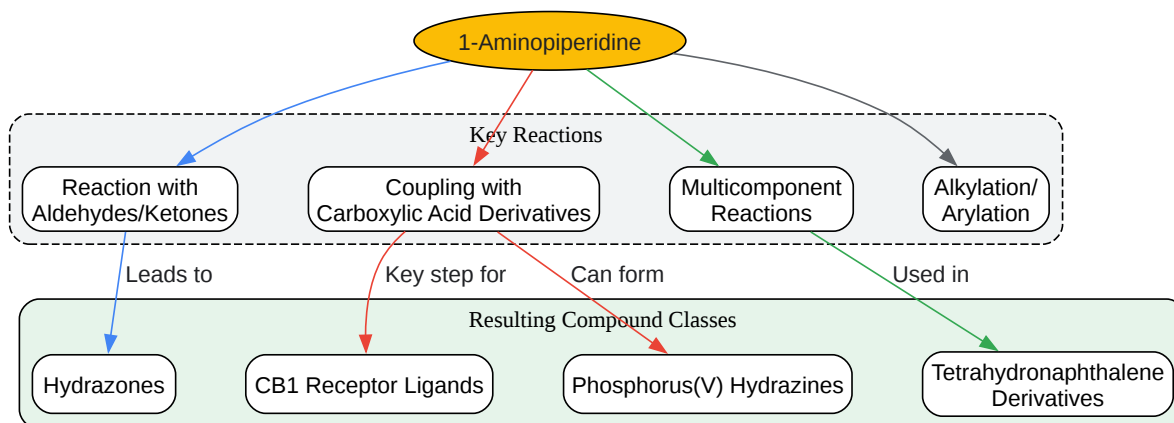 1-Aminopiperidine
Key Reactions
Reaction with
Aldehydes/Ketones
Coupling with
Carboxylic Acid Derivatives
Multicomponent
Reactions
Alkylation/
Arylation
Leads to
Key step for
Can form
Used in
Resulting Compound Classes
Hydrazones
CB1 Receptor Ligands
Phosphorus(V) Hydrazines
Tetrahydronaphthalene
Derivatives